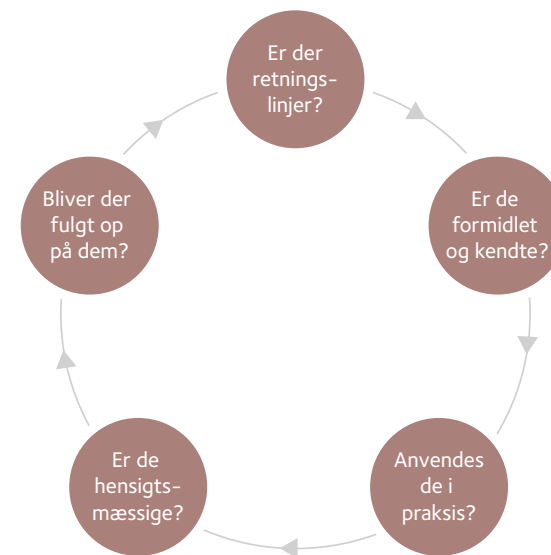 Er der
retnings-
linjer?
Er de
formidlet
og kendte?
Anvendes
de i
praksis?
Er de
hensigts-
mæssige?
Bliver der
fulgt op
på dem?